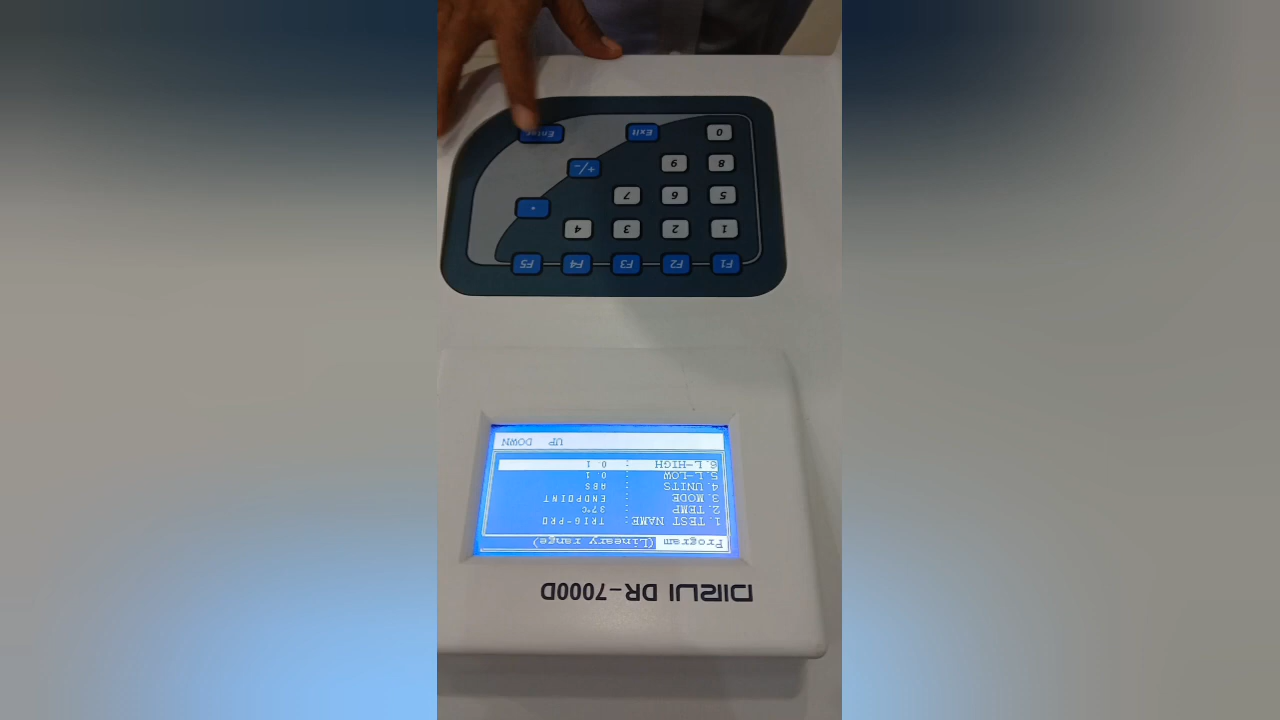 DIRUI DR-7000D
Program (Lineary range)
1. TEST NAME : TRIG-PRO
2. TEMP : 37°C
3. MODE : ENDPOINT
4. UNITS : ABS
5. L-LOW : 0.1
6. L-HIGH : 0.1
UP DOWN
F1 F2 F3 F4 F5
1 2 3 4 •
5 6 7 +/-
8 9
0 Exit Enter